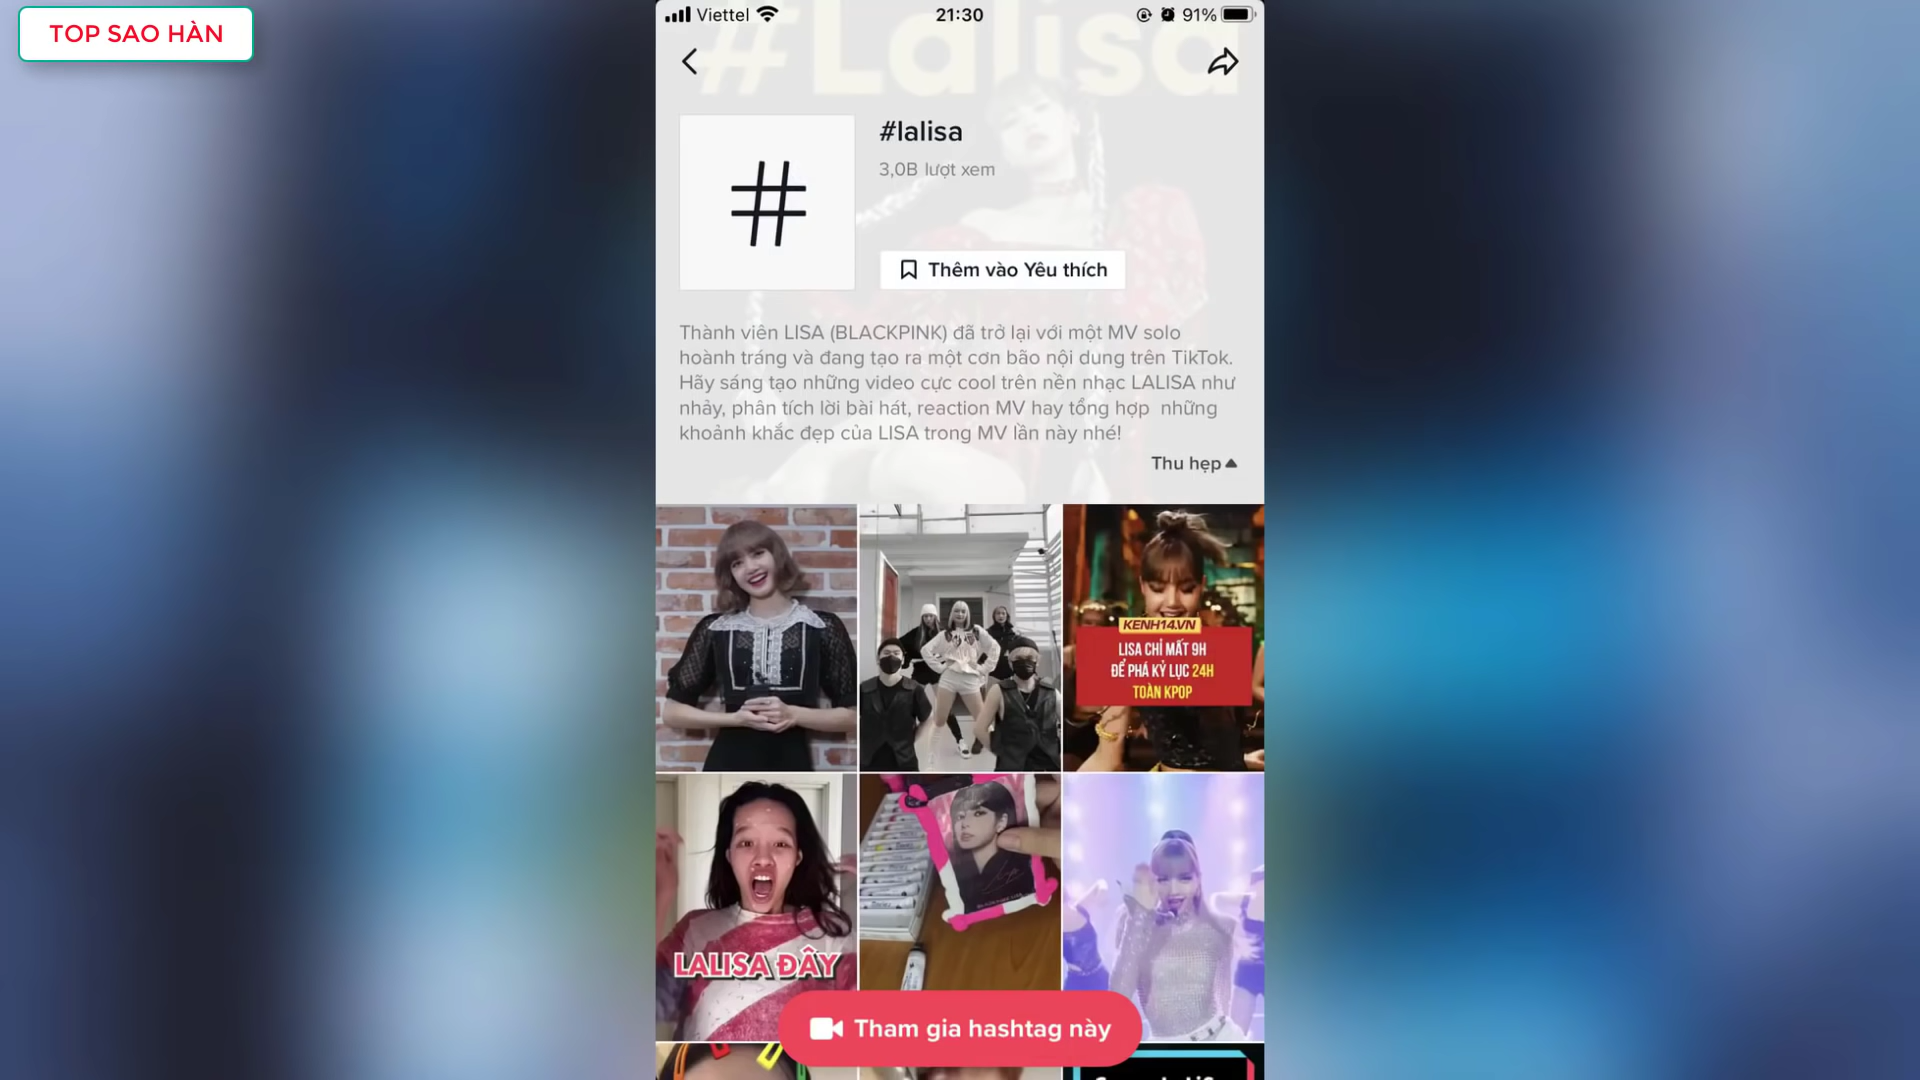 TOP SAO HÀN
Viettel
21:30
91%
#Lalisa
#lalisa
3,0B lượt xem
#
Thêm vào Yêu thích
Thành viên LISA (BLACKPINK) đã trở lại với một MV solo
hoành tráng và đang tạo ra một cơn bão nội dung trên TikTok.
Hãy sáng tạo những video cực cool trên nền nhạc LALISA như
nhảy, phân tích lời bài hát, reaction MV hay tổng hợp những
khoảnh khắc đẹp của LISA trong MV lần này nhé!
Thu hẹp
KENH14.VN
LISA CHỈ MẤT 9H
ĐỂ PHÁ KỶ LỤC 24H
TOÀN KPOP
LALISA ĐÂY
Tham gia hashtag này